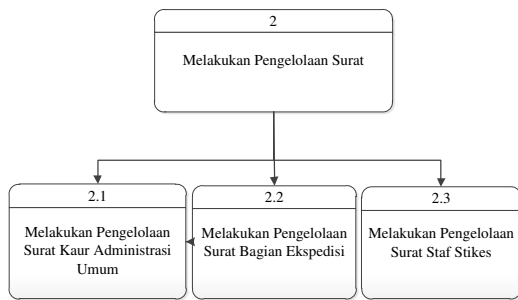 2
Melakukan Pengelolaan Surat
2.1
Melakukan Pengelolaan
Surat Kaur Administrasi
Umum
2.2
Melakukan Pengelolaan
Surat Bagian Ekspedisi
2.3
Melakukan Pengelolaan
Surat Staf Stikes